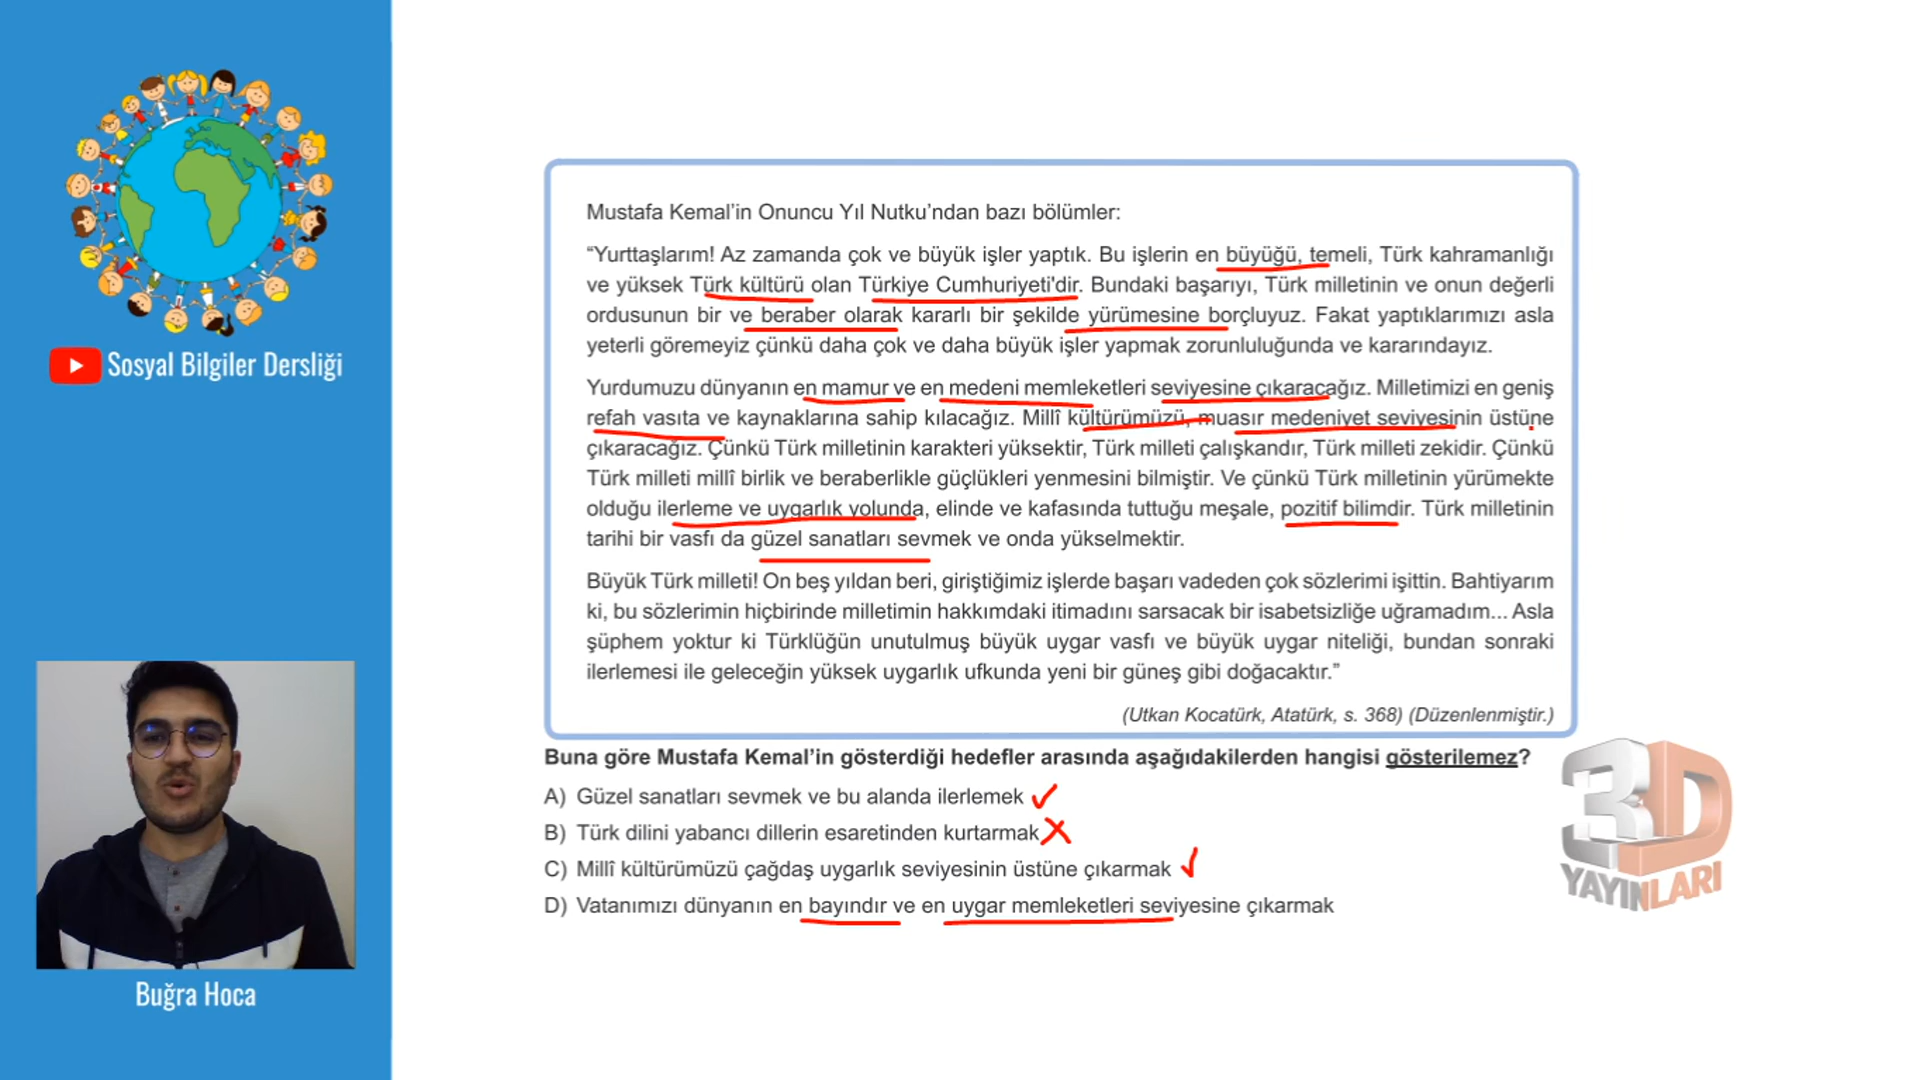 Sosyal Bilgiler Dersliği
Buğra Hoca
Mustafa Kemal’in Onuncu Yıl Nutku’ndan bazı bölümler:
“Yurttaşlarım! Az zamanda çok ve büyük işler yaptık. Bu işlerin en büyüğü, temeli, Türk kahramanlığı
ve yüksek Türk kültürü olan Türkiye Cumhuriyeti'dir. Bundaki başarıyı, Türk milletinin ve onun değerli
ordusunun bir ve beraber olarak kararlı bir şekilde yürümesine borçluyuz. Fakat yaptıklarımızı asla
yeterli göremeyiz çünkü daha çok ve daha büyük işler yapmak zorunluluğunda ve kararındayız.
Yurdumuzu dünyanın en mamur ve en medeni memleketleri seviyesine çıkaracağız. Milletimizi en geniş
refah vasıta ve kaynaklarına sahip kılacağız. Millî kültürümüzü, muasır medeniyet seviyesinin üstüne
çıkaracağız. Çünkü Türk milletinin karakteri yüksektir, Türk milleti çalışkandır, Türk milleti zekidir. Çünkü
Türk milleti millî birlik ve beraberlikle güçlükleri yenmesini bilmiştir. Ve çünkü Türk milletinin yürümekte
olduğu ilerleme ve uygarlık yolunda, elinde ve kafasında tuttuğu meşale, pozitif bilimdir. Türk milletinin
tarihi bir vasfı da güzel sanatları sevmek ve onda yükselmektir.
Büyük Türk milleti! On beş yıldan beri, giriştiğimiz işlerde başarı vadeden çok sözlerimi işittin. Bahtiyarım
ki, bu sözlerimin hiçbirinde milletimin hakkımdaki itimadını sarsacak bir isabetsizliğe uğramadım... Asla
şüphem yoktur ki Türklüğün unutulmuş büyük uygar vasfı ve büyük uygar niteliği, bundan sonraki
ilerlemesi ile geleceğin yüksek uygarlık ufkunda yeni bir güneş gibi doğacaktır.”
(Utkan Kocatürk, Atatürk, s. 368) (Düzenlenmiştir.)
Buna göre Mustafa Kemal’in gösterdiği hedefler arasında aşağıdakilerden hangisi gösterilemez?
A) Güzel sanatları sevmek ve bu alanda ilerlemek
B) Türk dilini yabancı dillerin esaretinden kurtarmak
C) Millî kültürümüzü çağdaş uygarlık seviyesinin üstüne çıkarmak
D) Vatanımızı dünyanın en bayındır ve en uygar memleketleri seviyesine çıkarmak
3D
YAYINLARI